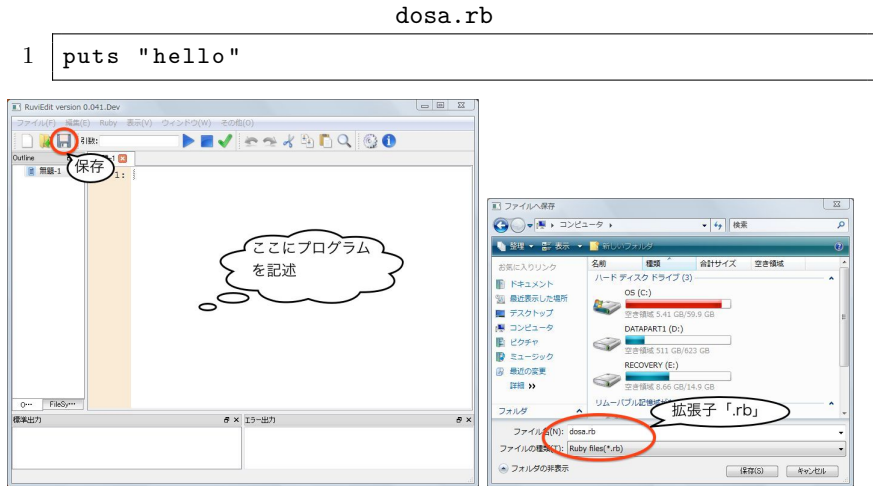 dosa.rb
1 puts "hello"
RuviEdit version 0.041.Dev
ファイル(F) 編集(E) Ruby 表示(V) ウィンドウ(W) その他(O)
引数:
Outline
無題-1
保存
1:
ここにプログラム
を記述
O… FileSy…
標準出力
エラー出力
ファイルへ保存
コンピュータ
検索
整理 表示 新しいフォルダ
お気に入りリンク
ドキュメント
最近表示した場所
デスクトップ
コンピュータ
ピクチャ
ミュージック
最近の変更
詳細 >>
フォルダ
名前 種類 合計サイズ 空き領域
ハード ディスク ドライブ (3)
OS (C:)
空き領域 5.41 GB/59.9 GB
DATAPART1 (D:)
空き領域 511 GB/623 GB
RECOVERY (E:)
空き領域 8.66 GB/14.9 GB
拡張子「.rb」
ファイル名(N): dosa.rb
ファイルの種類(T): Ruby files(*.rb)
フォルダの非表示
保存(S) キャンセル